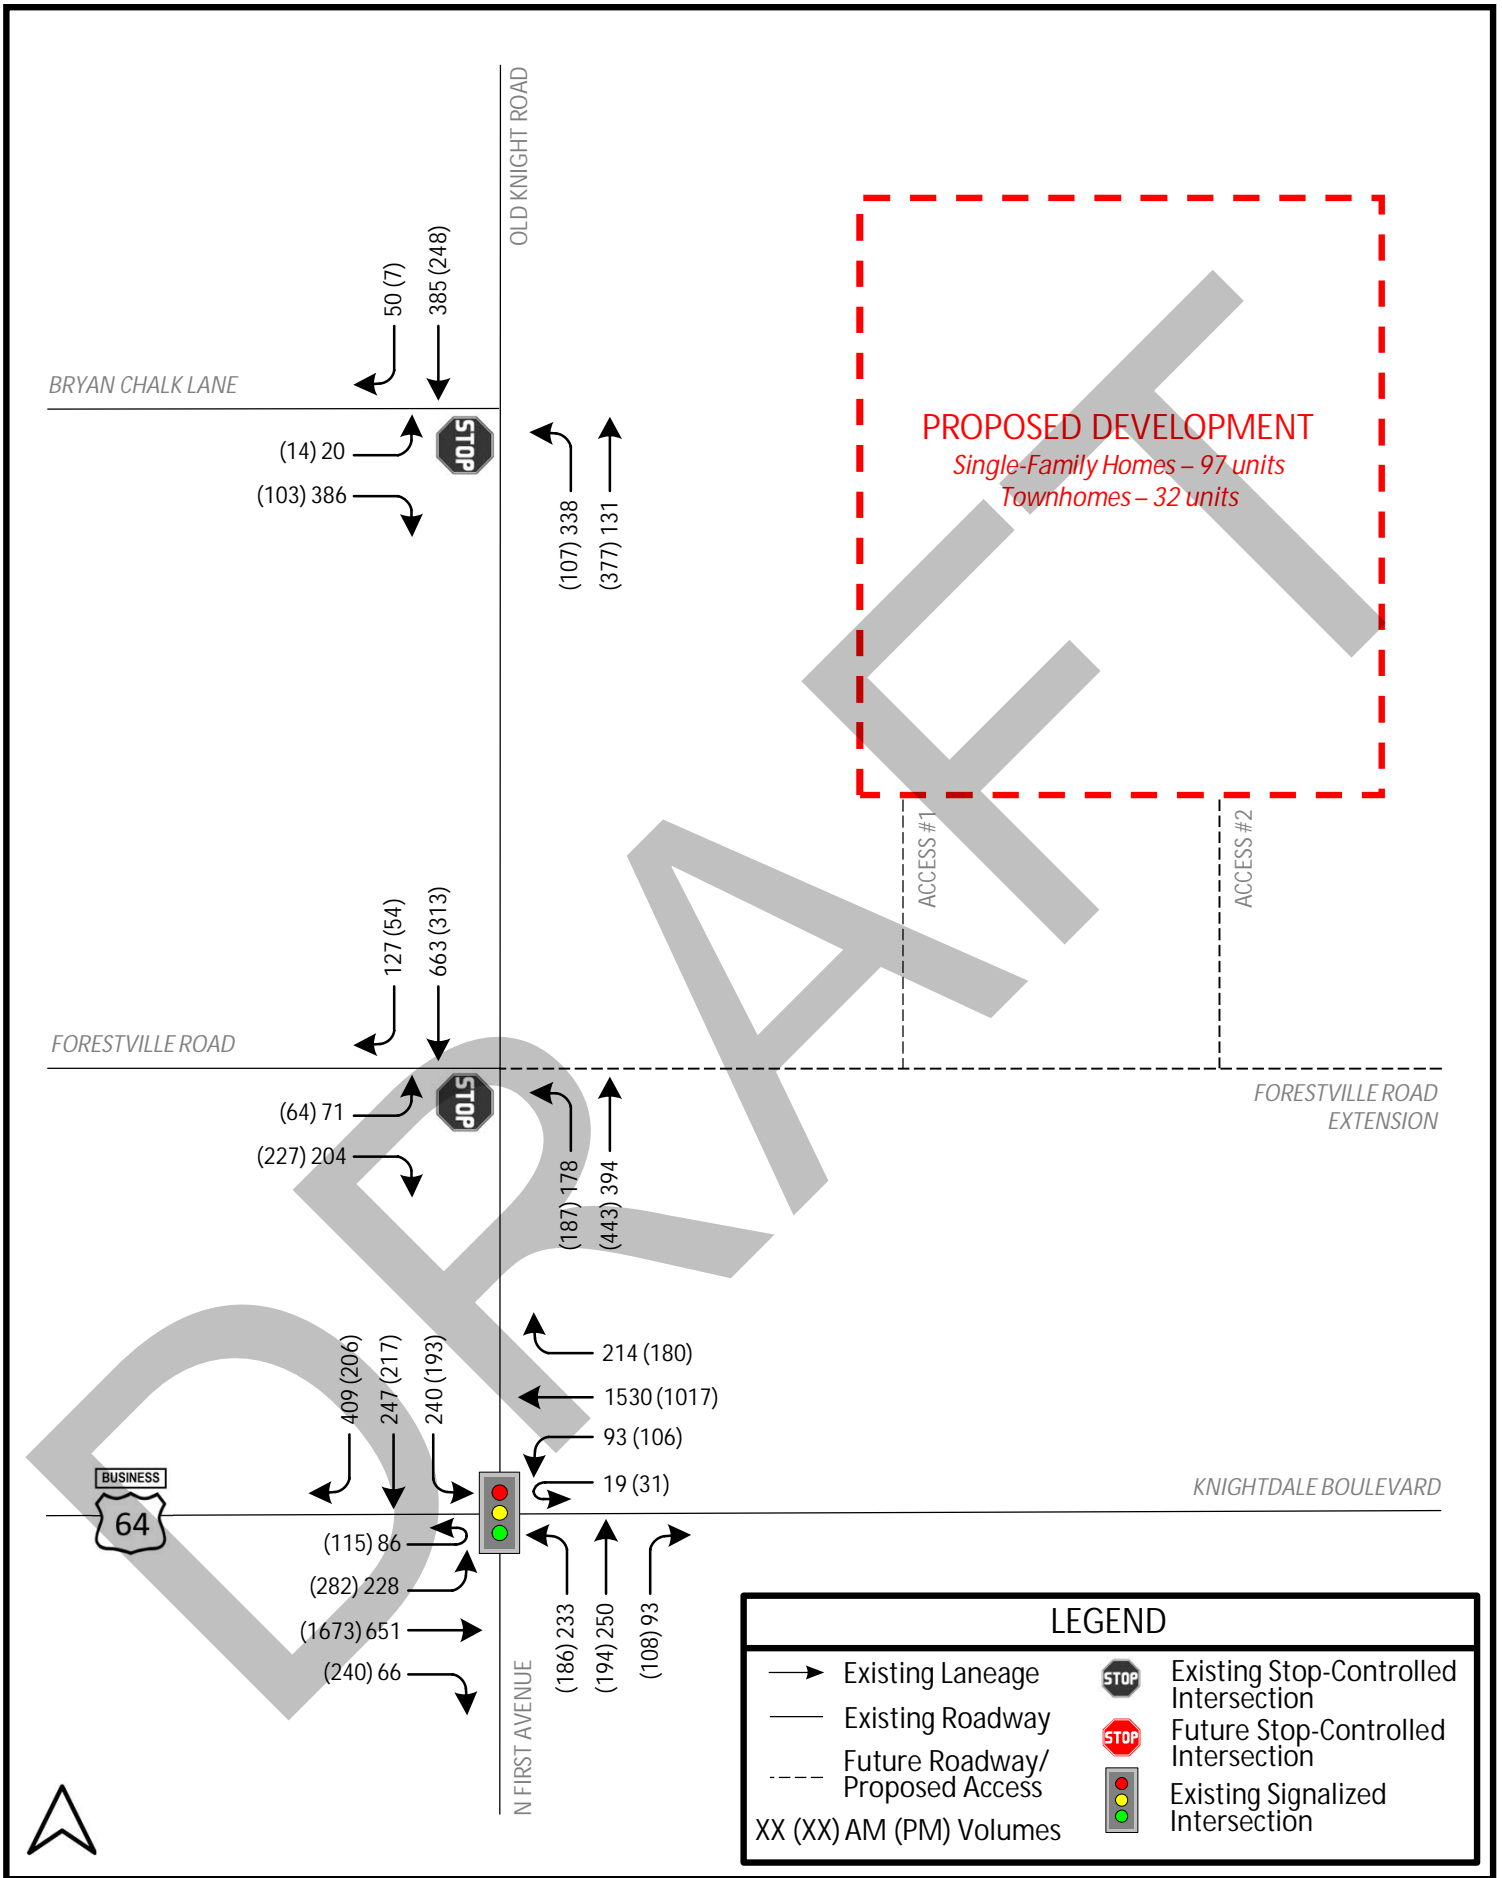 OLD KNIGHT ROAD
50 (7)
385 (248)
BRYAN CHALK LANE
STOP
(14) 20
(103) 386
(107) 338
(377) 131
PROPOSED DEVELOPMENT
Single-Family Homes – 97 units
Townhomes – 32 units
ACCESS #1
ACCESS #2
127 (54)
663 (313)
FORESTVILLE ROAD
STOP
(64) 71
(227) 204
(187) 178
(443) 394
FORESTVILLE ROAD
EXTENSION
DRAFT
409 (206)
247 (217)
240 (193)
214 (180)
1530 (1017)
93 (106)
19 (31)
BUSINESS
64
KNIGHTDALE BOULEVARD
(115) 86
(282) 228
(1673) 651
(240) 66
(186) 233
(194) 250
(108) 93
N FIRST AVENUE
LEGEND
Existing Laneage
Existing Roadway
Future Roadway/
Proposed Access
XX (XX) AM (PM) Volumes
STOP
Existing Stop-Controlled
Intersection
STOP
Future Stop-Controlled
Intersection
Existing Signalized
Intersection